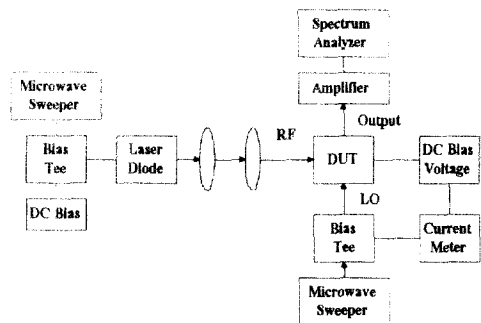 Spectrum
Analyzer
Microwave
Sweeper
Amplifier
Output
RF
Bias
Tee
Laser
Diode
DUT
DC Bias
Voltage
LO
DC Bias
Bias
Tee
Current
Meter
Microwave
Sweeper